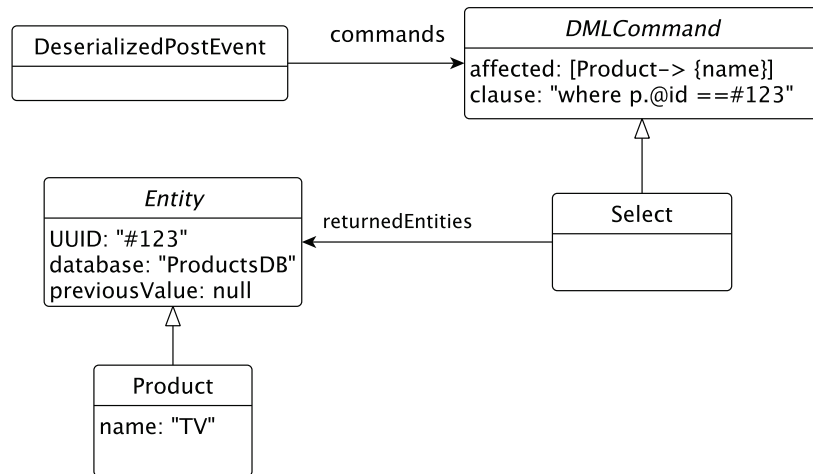 DeserializedPostEvent
commands
DMLCommand
affected: [Product-> {name}]
clause: "where p.@id ==#123"
Entity
UUID: "#123"
database: "ProductsDB"
previousValue: null
returnedEntities
Select
Product
name: "TV"